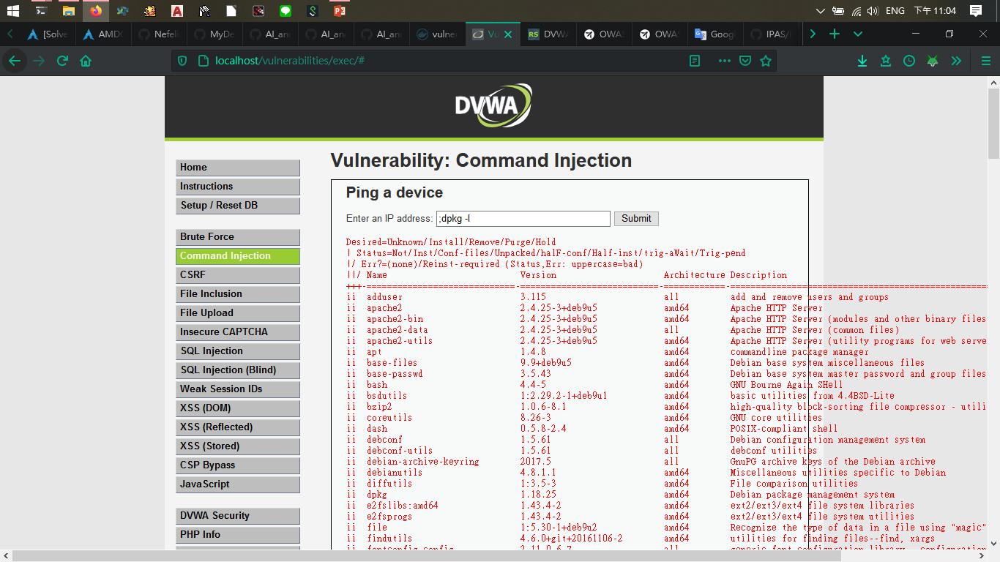 ENG 下午 11:04
[Solve
AMDG
Nefeli
MyDe
AI_an
AI_an
AI_an
vulner
Vu
RS DVW
OWA
OWA
Goog
IPAS/
localhost/vulnerabilities/exec/#
DVWA
Vulnerability: Command Injection
Home
Instructions
Setup / Reset DB
Brute Force
Command Injection
CSRF
File Inclusion
File Upload
Insecure CAPTCHA
SQL Injection
SQL Injection (Blind)
Weak Session IDs
XSS (DOM)
XSS (Reflected)
XSS (Stored)
CSP Bypass
JavaScript
DVWA Security
PHP Info
Ping a device
Enter an IP address: ;dpkg -l Submit
Desired=Unknown/Install/Remove/Purge/Hold
| Status=Not/Inst/Conf-files/Unpacked/halF-conf/Half-inst/trig-aWait/Trig-pend
|/ Err?=(none)/Reinst-required (Status,Err: uppercase=bad)
||/ Name Version Architecture Description
ii adduser 3.115 all add and remove users and groups
ii apache2 2.4.25-3+deb9u5 amd64 Apache HTTP Server
ii apache2-bin 2.4.25-3+deb9u5 amd64 Apache HTTP Server (modules and other binary files
ii apache2-data 2.4.25-3+deb9u5 all Apache HTTP Server (common files)
ii apache2-utils 2.4.25-3+deb9u5 amd64 Apache HTTP Server (utility programs for web serve
ii apt 1.4.8 amd64 commandline package manager
ii base-files 9.9+deb9u5 amd64 Debian base system miscellaneous files
ii base-passwd 3.5.43 amd64 Debian base system master password and group files
ii bash 4.4-5 amd64 GNU Bourne Again SHell
ii bsdutils 1:2.29.2-1+deb9u1 amd64 basic utilities from 4.4BSD-Lite
ii bzip2 1.0.6-8.1 amd64 high-quality block-sorting file compressor - utili
ii coreutils 8.26-3 amd64 GNU core utilities
ii dash 0.5.8-2.4 amd64 POSIX-compliant shell
ii debconf 1.5.61 all Debian configuration management system
ii debconf-utils 1.5.61 all debconf utilities
ii debian-archive-keyring 2017.5 all GnuPG archive keys of the Debian archive
ii debianutils 4.8.1.1 amd64 Miscellaneous utilities specific to Debian
ii diffutils 1:3.5-3 amd64 File comparison utilities
ii dpkg 1.18.25 amd64 Debian package management system
ii e2fslibs:amd64 1.43.4-2 amd64 ext2/ext3/ext4 file system libraries
ii e2fsprogs 1.43.4-2 amd64 ext2/ext3/ext4 file system utilities
ii file 1:5.30-1+deb9u2 amd64 Recognize the type of data in a file using "magic"
ii findutils 4.6.0+git+20161106-2 amd64 utilities for finding files--find, xargs
ii fontconfig-config 2.11.0-6.7 all generic font configuration library - configuration